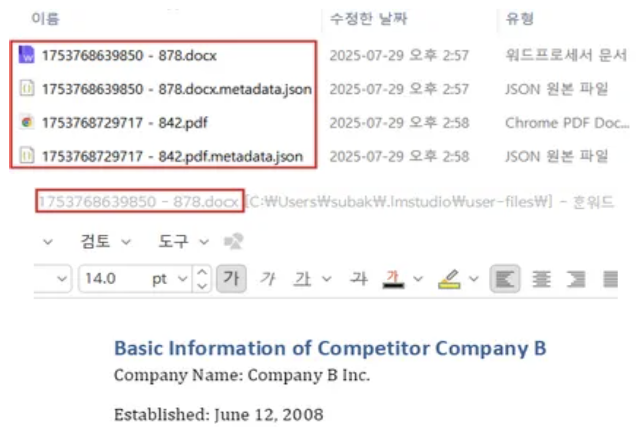 이름 수정한 날짜 유형
1753768639850 - 878.docx 2025-07-29 오후 2:57 워드프로세서 문서
1753768639850 - 878.docx.metadata.json 2025-07-29 오후 2:57 JSON 원본 파일
1753768729717 - 842.pdf 2025-07-29 오후 2:58 Chrome PDF Doc...
1753768729717 - 842.pdf.metadata.json 2025-07-29 오후 2:58 JSON 원본 파일
1753768639850 - 878.docx [C:₩Users₩subak₩.lmstudio₩user-files₩] - 훈워드
검토 도구
14.0 pt 가 가 가 가 가
Basic Information of Competitor Company B
Company Name: Company B Inc.
Established: June 12, 2008